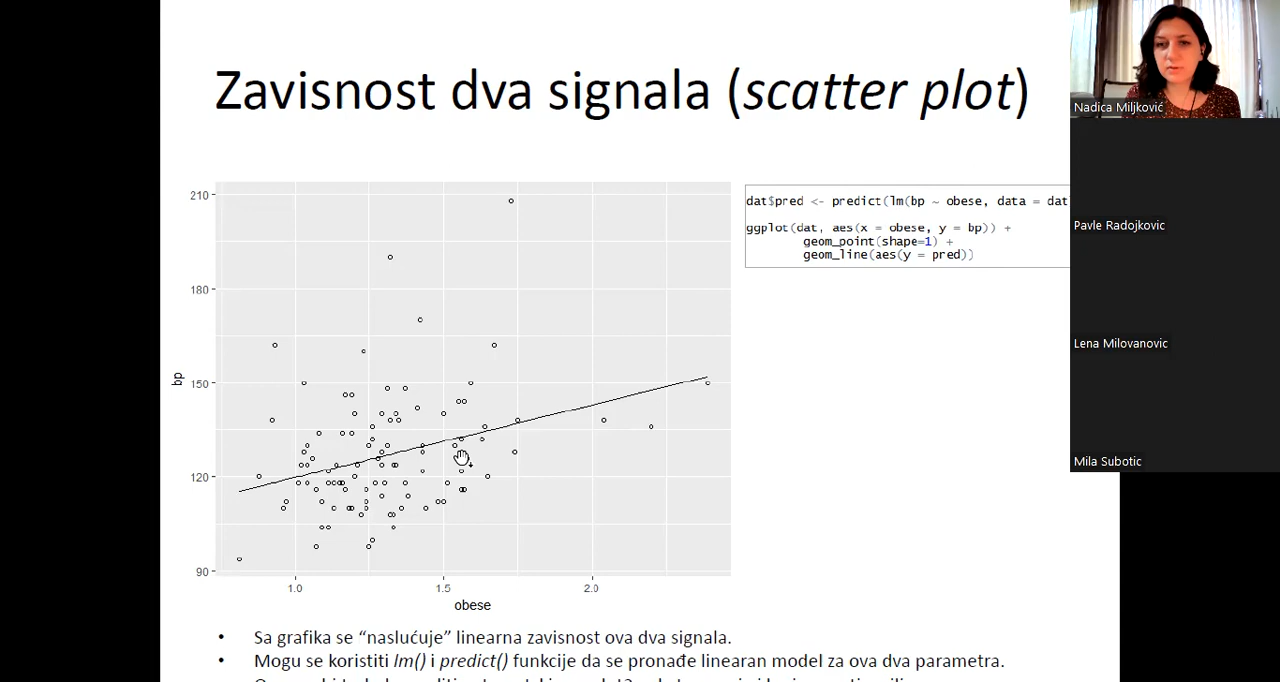 Zavisnost dva signala (scatter plot)
Nadica Miljković
Pavle Radojkovic
Lena Milovanovic
Mila Subotic
dat$pred <- predict(lm(bp ~ obese, data = dat
ggplot(dat, aes(x = obese, y = bp)) +
geom_point(shape=1) +
geom_line(aes(y = pred))
210
180
150
120
90
bp
1.0 1.5 2.0
obese
• Sa grafika se “naslućuje” linearna zavisnost ova dva signala.
• Mogu se koristiti lm() i predict() funkcije da se pronađe linearan model za ova dva parametra.